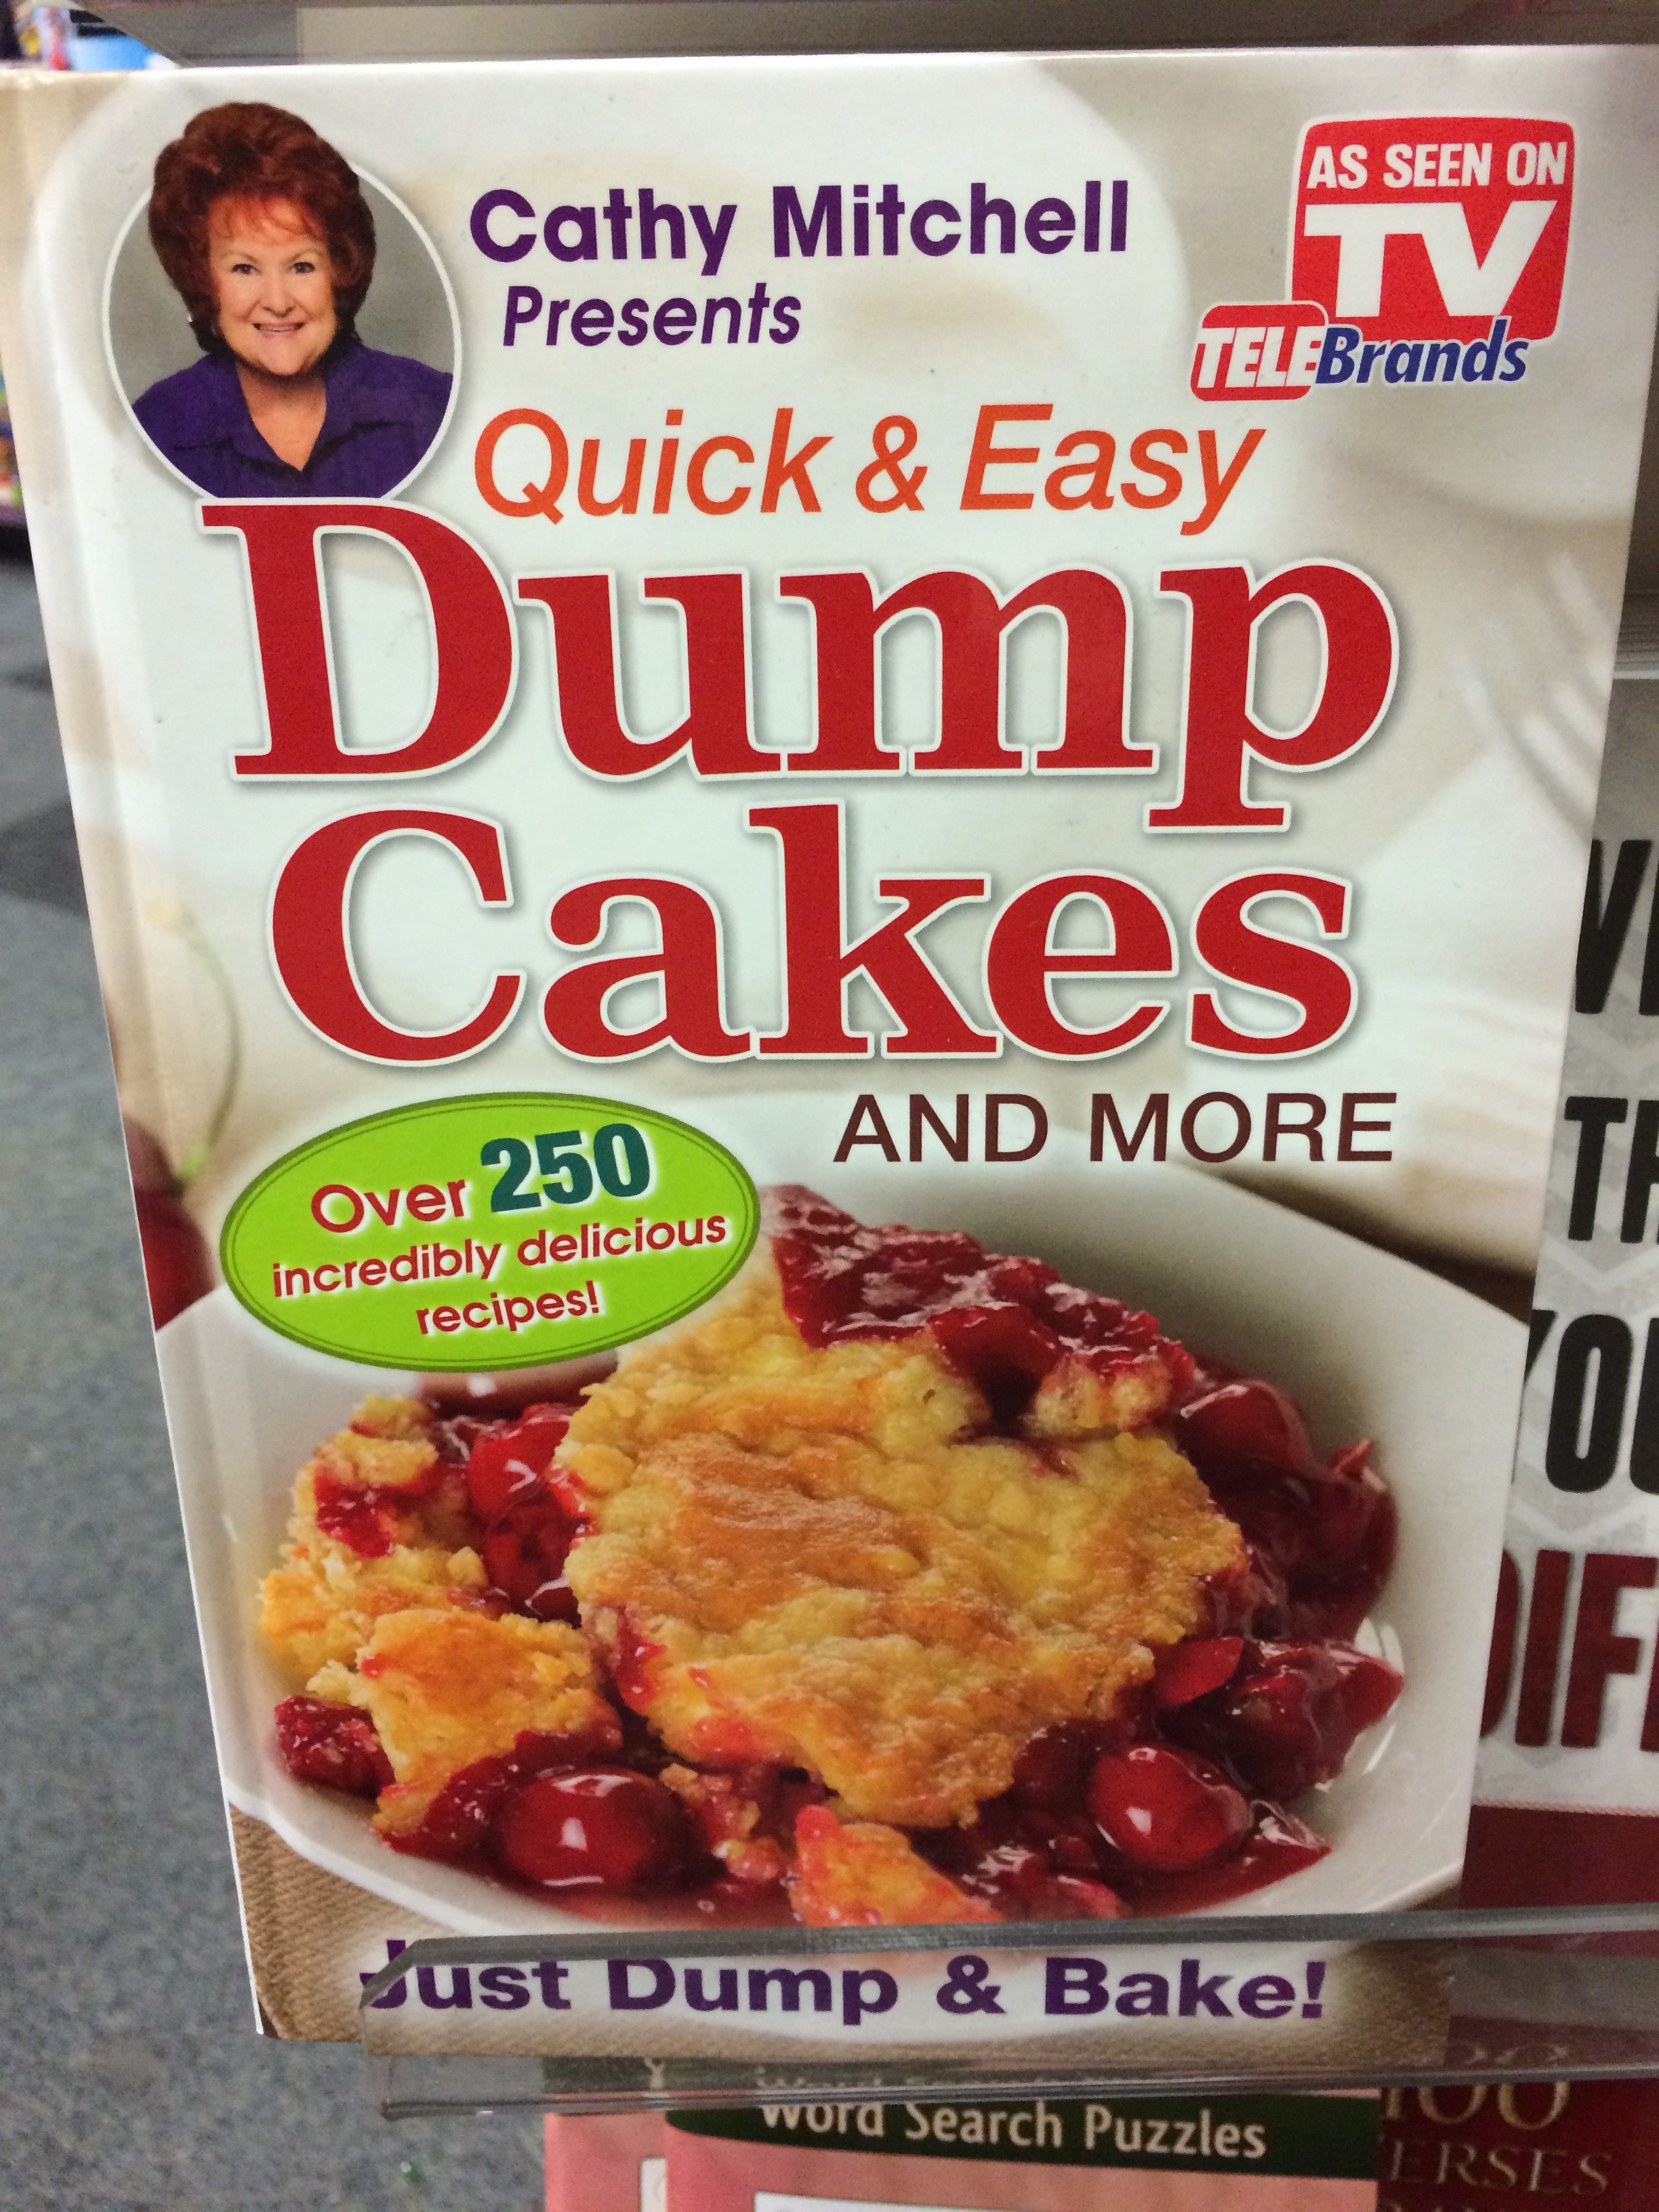 Cathy Mitchell
Presents
AS SEEN ON
TV
TELEBrands
Quick & Easy
Dump
Cakes
AND MORE
Over 250
incredibly delicious
recipes!
Just Dump & Bake!
Word Search Puzzles